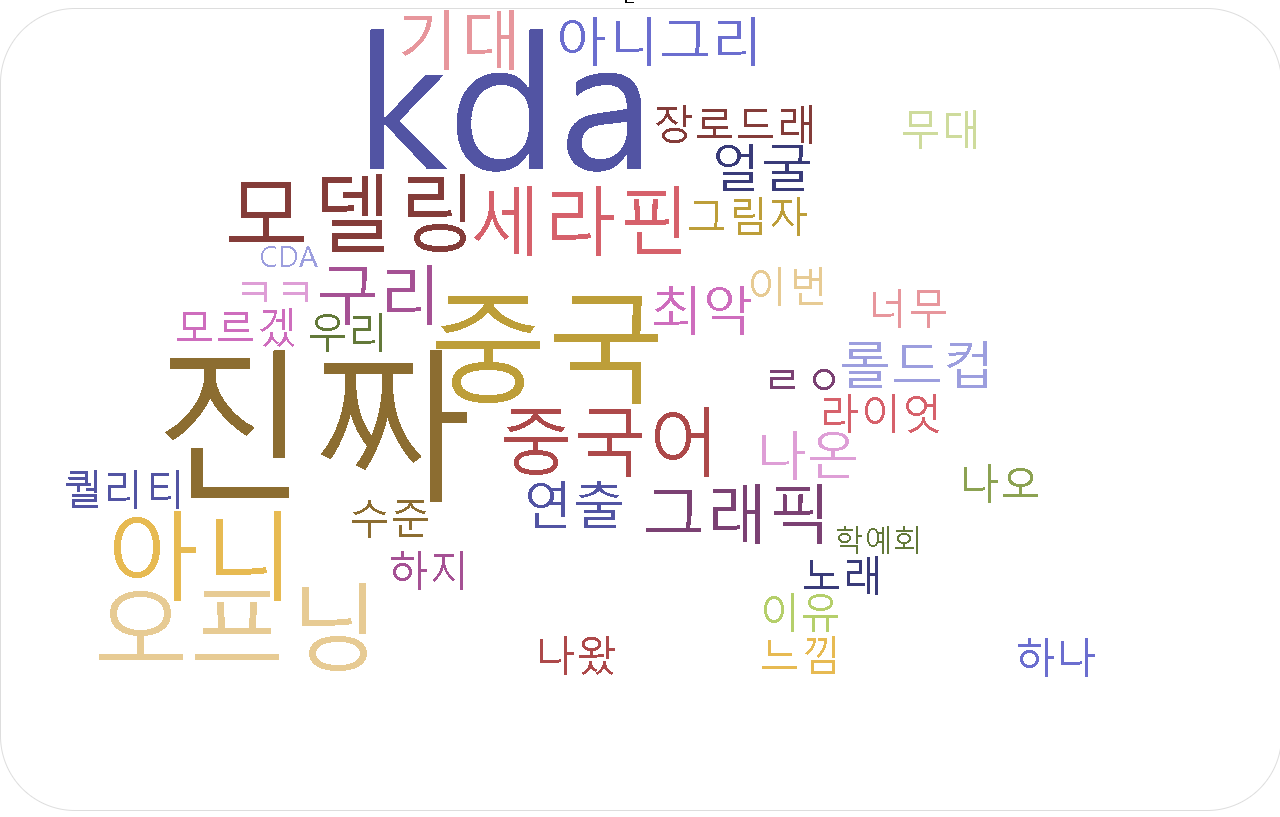 기대 아니그리
kda
장로드래 무대
얼굴
모델링 세라핀 그림자
CDA
ㅋㅋ 구리 최악 이번 너무
모르겠 우리 중국 롤드컵
진짜 ㄹㅇ
중국어 라이엇
나온
퀄리티 수준 연출 그래픽 나오
아니 학예회
하지 노래
오프닝 이유
나왔 느낌 하나